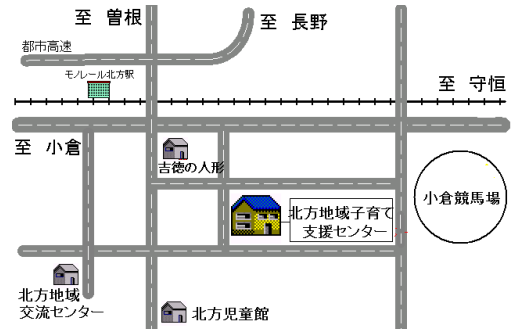 至 曽根
至 長野
都市高速
モノレール北方駅
至 守恒
至 小倉
吉徳の人形
小倉競馬場
北方地域子育て
支援センター
北方地域
交流センター
北方児童館